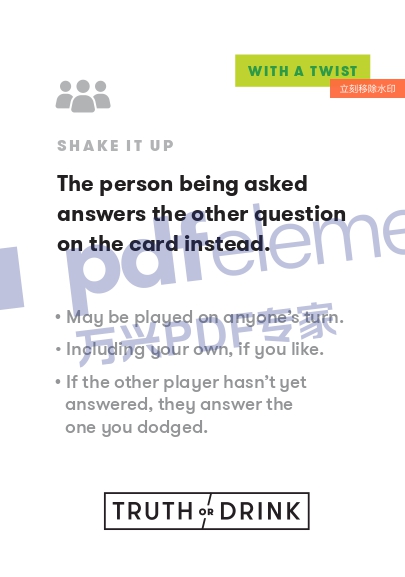 WITH A TWIST
立刻移除水印
SHAKE IT UP
The person being asked
answers the other question
on the card instead.
pdfeleme
• May be played on anyone's turn.
万兴PDF专家
• Including your own, if you like.
• If the other player hasn't yet
answered, they answer the
one you dodged.
TRUTH OR DRINK